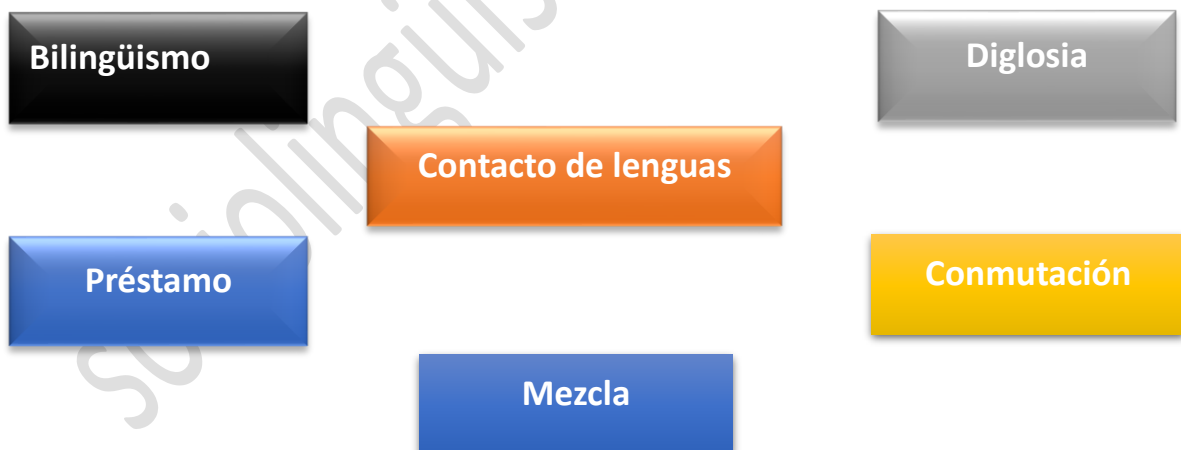 Bilingüismo
Diglosia
Contacto de lenguas
Préstamo
Conmutación
Mezcla